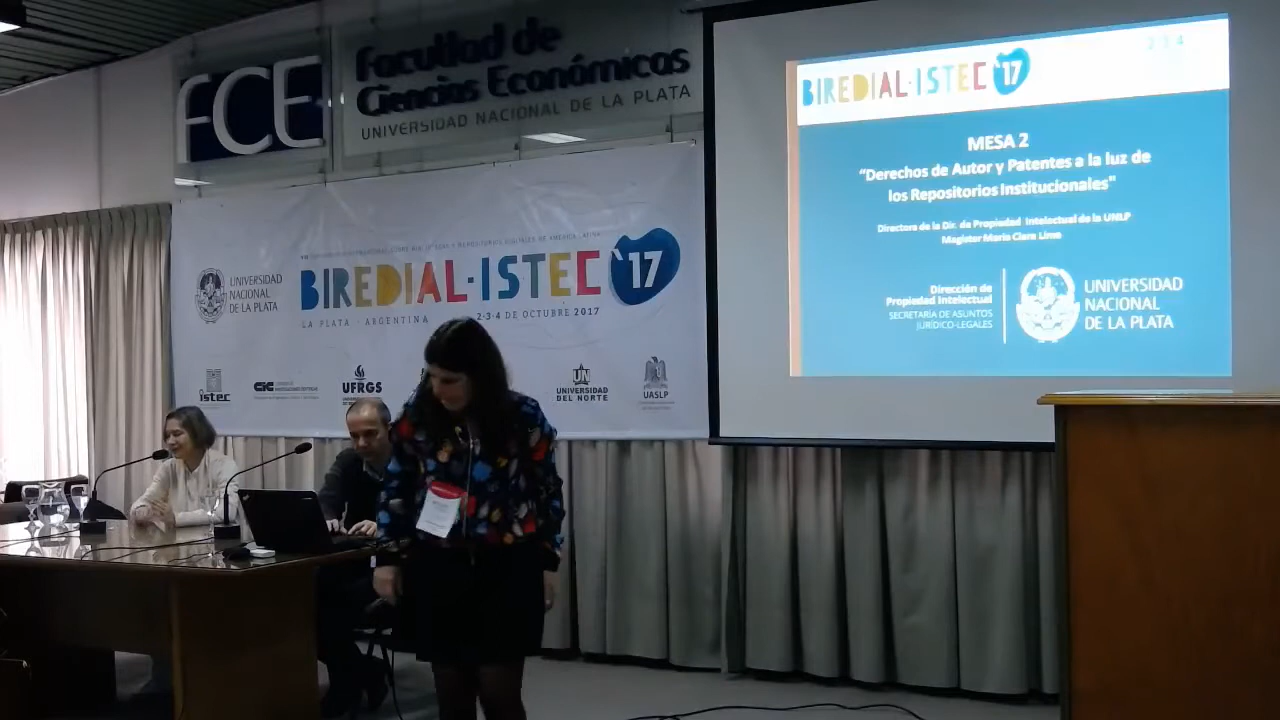 FCE
Facultad de
Ciencias Económicas
UNIVERSIDAD NACIONAL DE LA PLATA
BIREDIAL-ISTEC '17
MESA 2
“Derechos de Autor y Patentes a la luz de
los Repositorios Institucionales"
Directora de la Dir. de Propiedad Intelectual de la UNLP
Magister María Clara Lima
Dirección de
Propiedad Intelectual
SECRETARÍA DE ASUNTOS
JURÍDICO-LEGALES
UNIVERSIDAD
NACIONAL
DE LA PLATA
UNIVERSIDAD
NACIONAL
DE LA PLATA
BIREDIAL-ISTEC '17
LA PLATA - ARGENTINA
2-3-4 DE OCTUBRE 2017
istec
CIC
UFRGS
UN
UNIVERSIDAD
DEL NORTE
UASLP